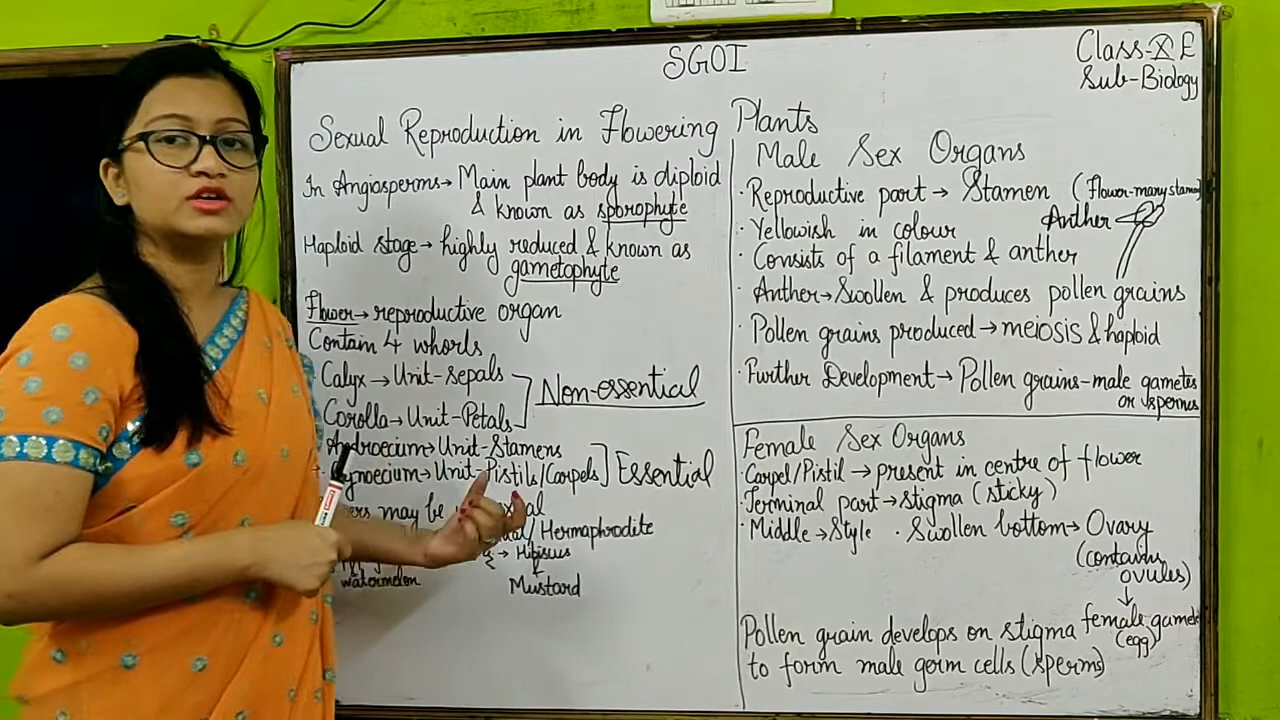 SGOI
Class-X E
Sub-Biology
Sexual Reproduction in Flowering Plants
In Angiosperms→ Main plant body is diploid
& known as sporophyte
Haploid stage→ highly reduced & known as
gametophyte
Flower→ reproductive organ
Contain 4 whorls
Calyx → Unit-sepals
Corolla→ Unit-Petals
Non-essential
Androecium→ Unit-Stamens
Unit-Pistils/Carpels
Essential
may be
/ Hermaphrodite
→ Hibiscus
watermelon
Mustard
Male Sex Organs
· Reproductive part → Stamen (Flower-many stamen
Anther
· Yellowish in colour
· Consists of a filament & anther
· Anther→ Swollen & produces pollen grains
· Pollen grains produced → meiosis & haploid
· Further Development→ Pollen grains-male gametes
or sperms
Female Sex Organs
· Carpel/Pistil → present in centre of flower
· Terminal part→ stigma (sticky)
· Middle → Style · Swollen bottom→ Ovary
(contains
ovules)
↓
female gamete
(egg)
Pollen grain develops on stigma
to form male germ cells (sperms)